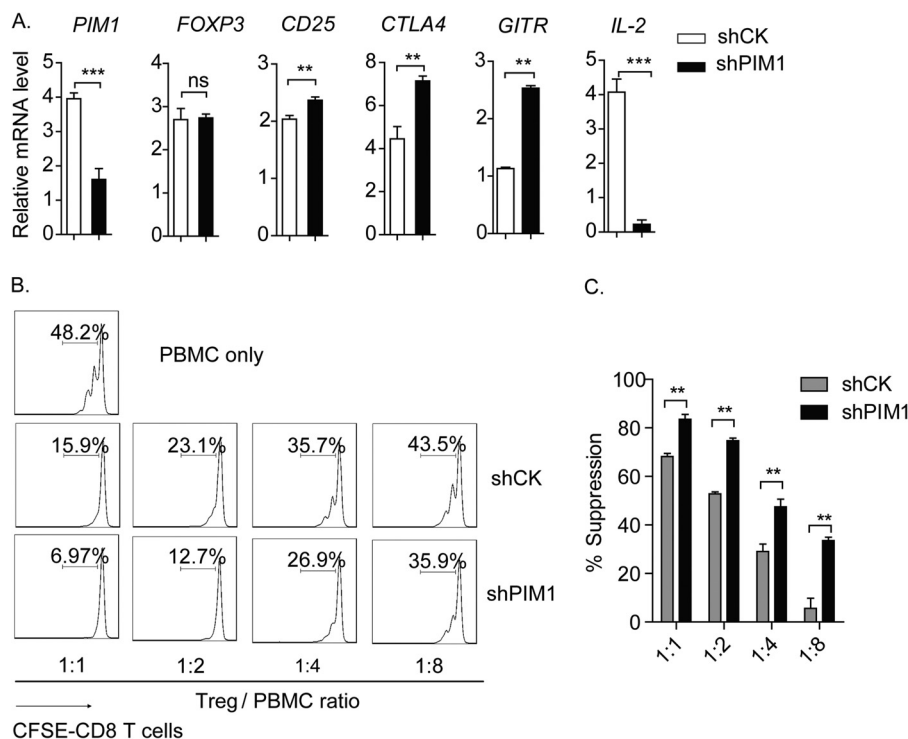 A.
PIM1 FOXP3 CD25 CTLA4 GITR IL-2
shCK
shPIM1
Relative mRNA level
5 4 3 2 1 0
***
4 3 2 1 0
ns
3 2 1 0
**
8 6 4 2 0
**
3 2 1 0
**
5 4 3 2 1 0
***
B.
48.2%
PBMC only
15.9% 23.1% 35.7% 43.5%
shCK
6.97% 12.7% 26.9% 35.9%
shPIM1
1:1 1:2 1:4 1:8
Treg / PBMC ratio
CFSE-CD8 T cells
C.
shCK
shPIM1
% Suppression
100
80
60
40
20
0
** ** ** **
1:1 1:2 1:4 1:8